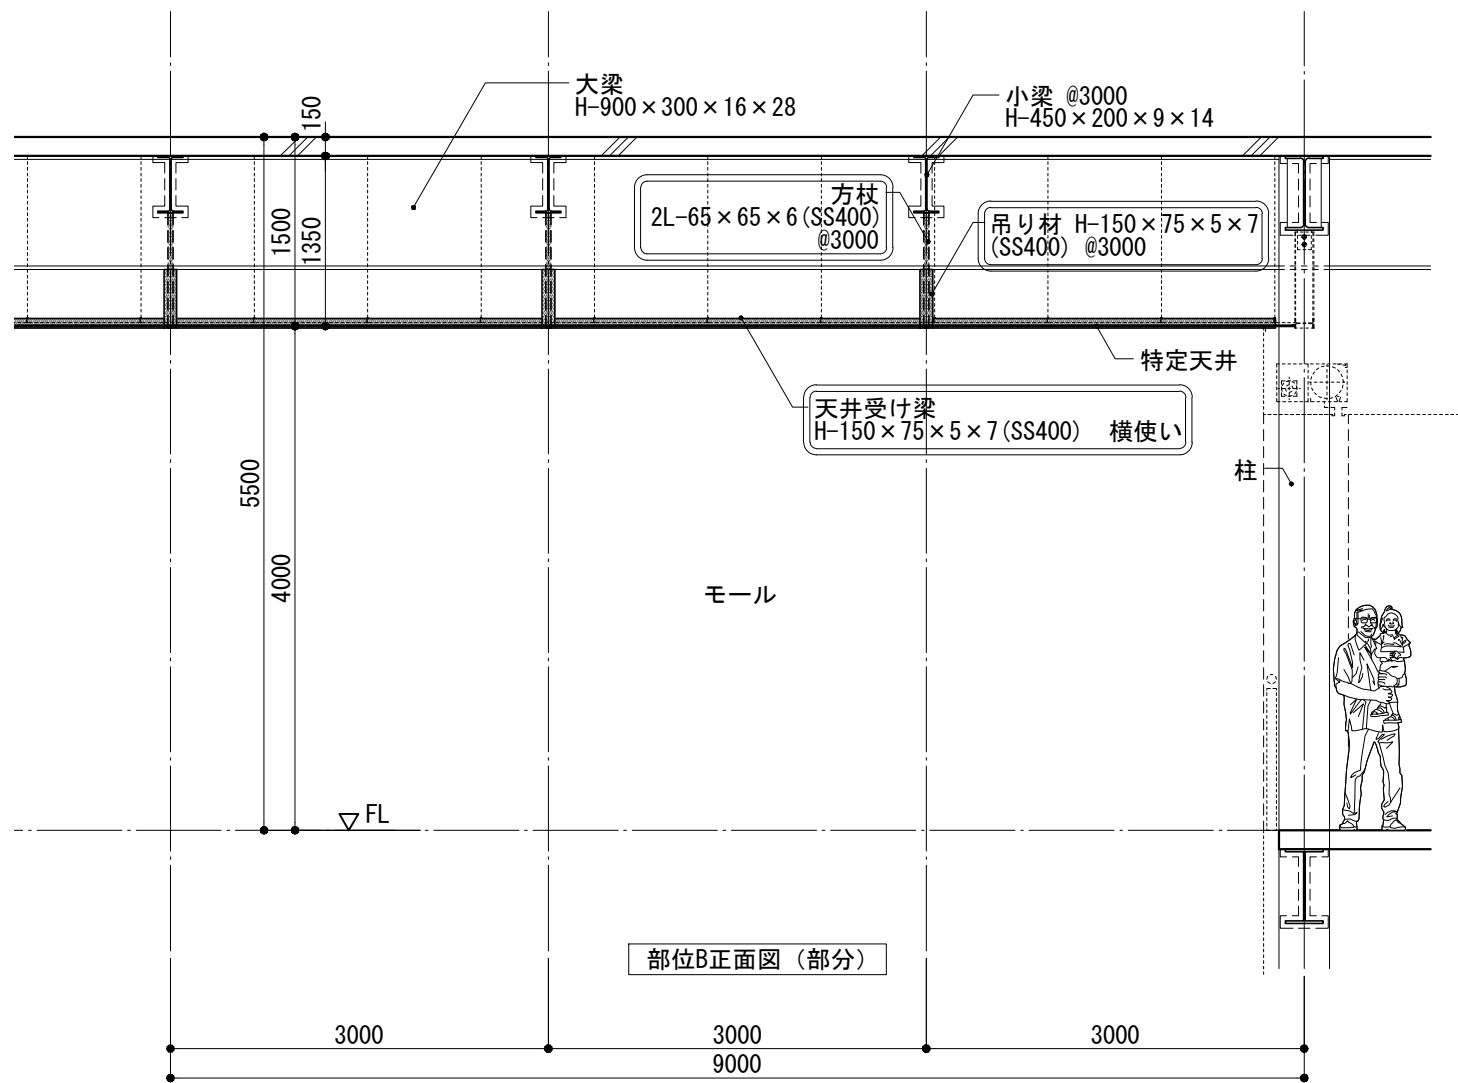 大梁
H-900×300×16×28
小梁 @3000
H-450×200×9×14
150
1500
1350
方杖
2L-65×65×6(SS400)
@3000
吊り材 H-150×75×5×7
(SS400) @3000
特定天井
天井受け梁
H-150×75×5×7(SS400) 横使い
柱
5500
4000
モール
FL
部位B正面図（部分）
3000
3000
3000
9000